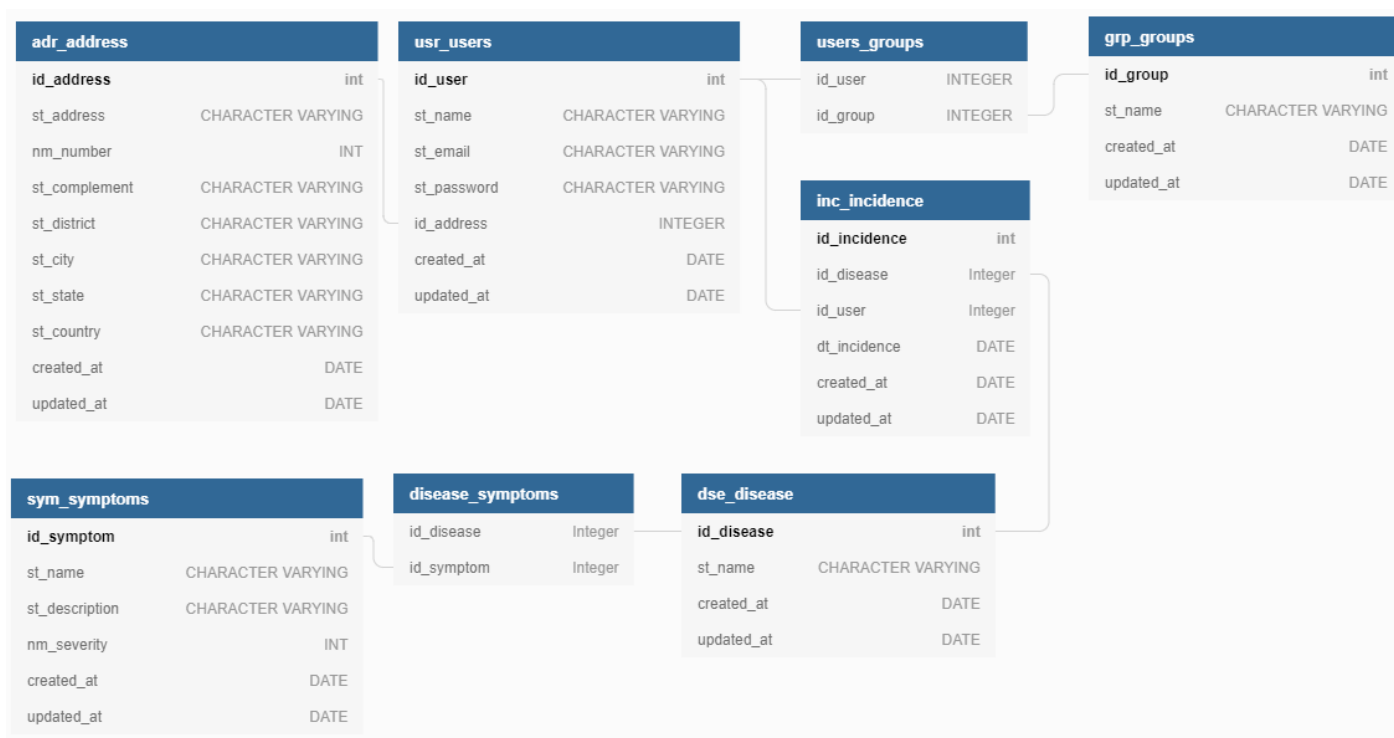 adr_address
id_address int
st_address CHARACTER VARYING
nm_number INT
st_complement CHARACTER VARYING
st_district CHARACTER VARYING
st_city CHARACTER VARYING
st_state CHARACTER VARYING
st_country CHARACTER VARYING
created_at DATE
updated_at DATE
usr_users
id_user int
st_name CHARACTER VARYING
st_email CHARACTER VARYING
st_password CHARACTER VARYING
id_address INTEGER
created_at DATE
updated_at DATE
users_groups
id_user INTEGER
id_group INTEGER
grp_groups
id_group int
st_name CHARACTER VARYING
created_at DATE
updated_at DATE
inc_incidence
id_incidence int
id_disease Integer
id_user Integer
dt_incidence DATE
created_at DATE
updated_at DATE
sym_symptoms
id_symptom int
st_name CHARACTER VARYING
st_description CHARACTER VARYING
nm_severity INT
created_at DATE
updated_at DATE
disease_symptoms
id_disease Integer
id_symptom Integer
dse_disease
id_disease int
st_name CHARACTER VARYING
created_at DATE
updated_at DATE